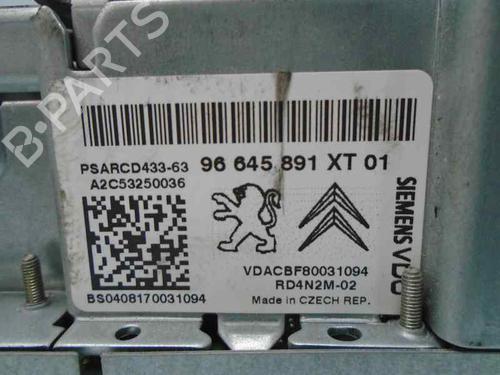 B-PARTS
PSARCD433-63 96 645 891 XT 01
A2C53250036
SIEMENS VDO
VDACBF80031094
RD4N2M-02
BS0408170031094 Made in CZECH REP.